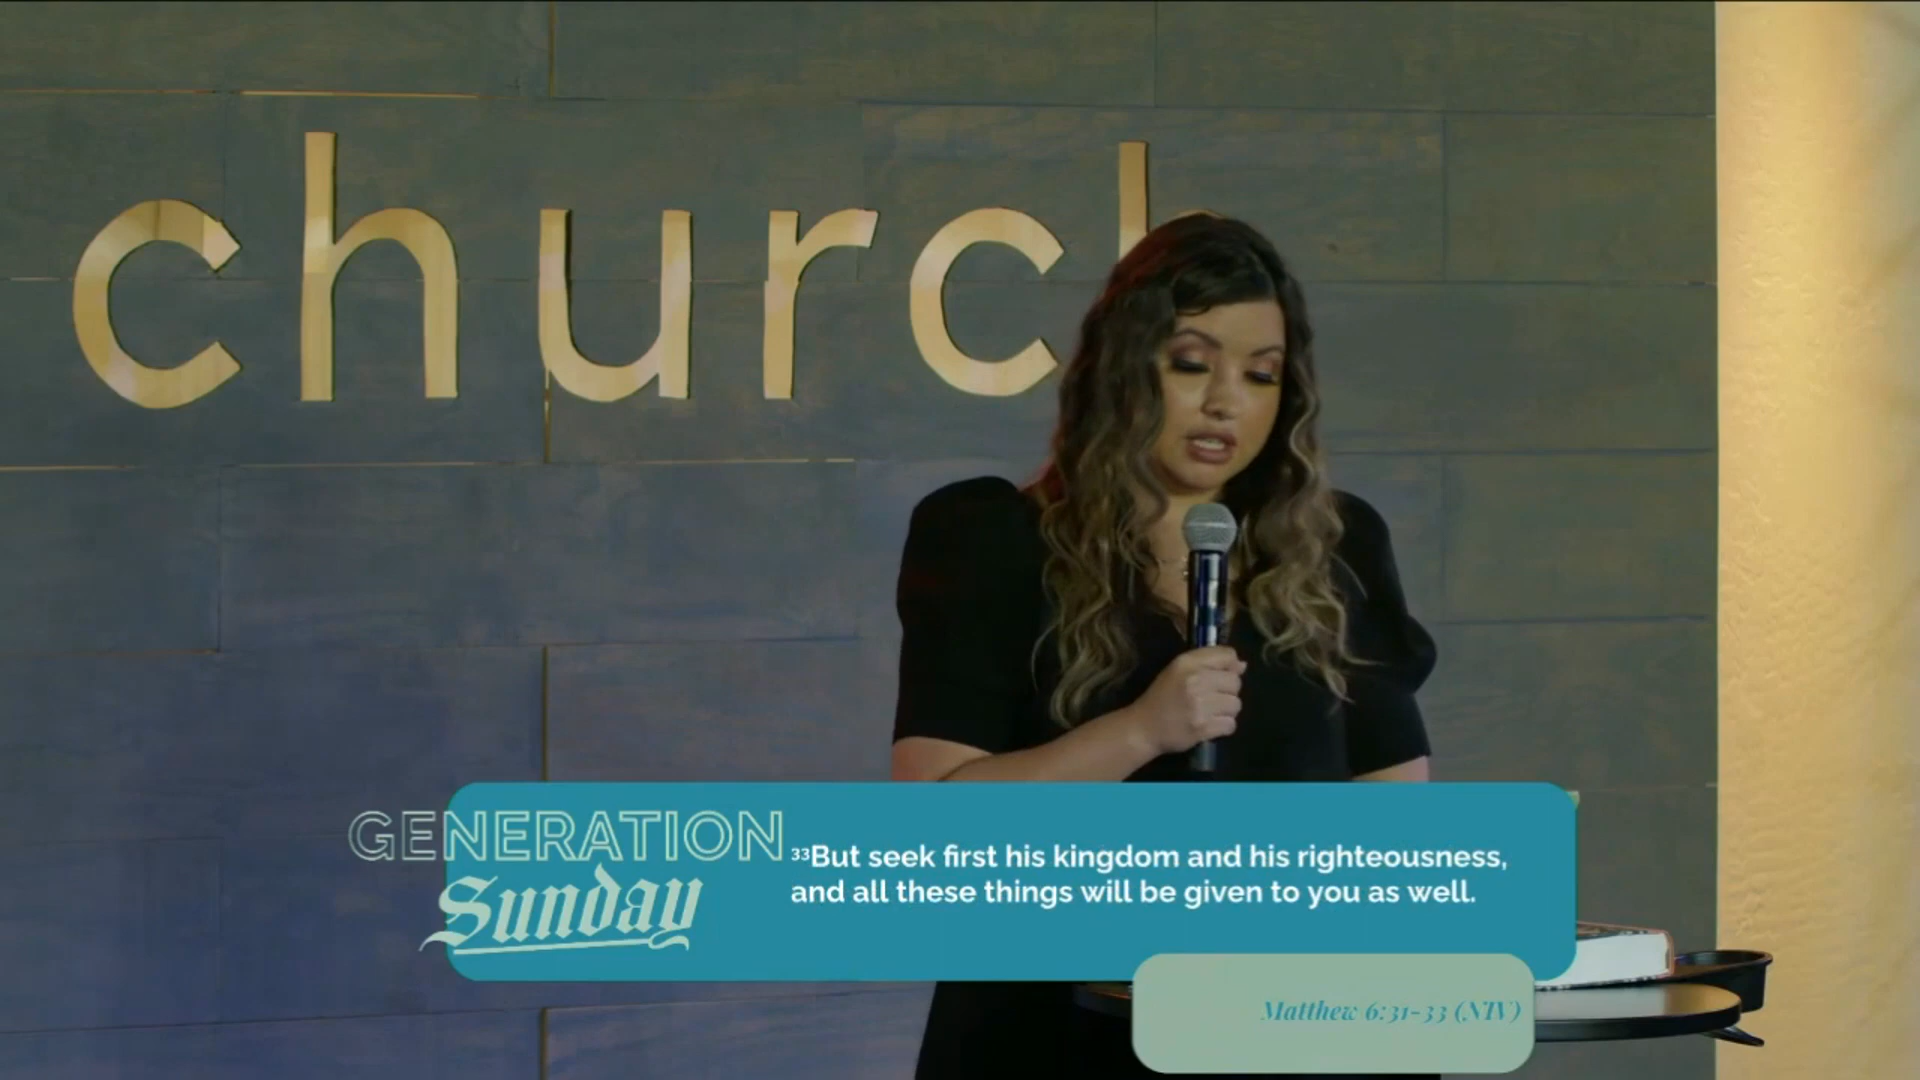 church
GENERATION
Sunday
³³But seek first his kingdom and his righteousness,
and all these things will be given to you as well.
Matthew 6:31-33 (NIV)